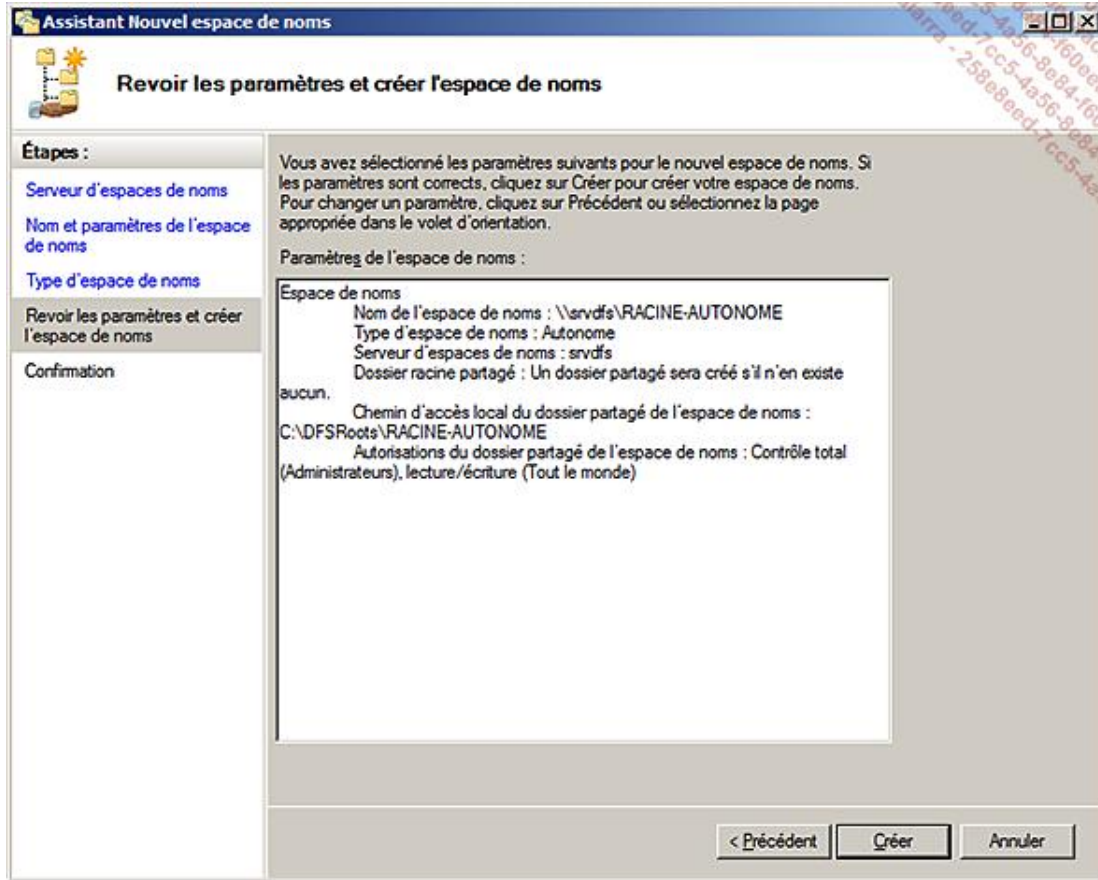 Assistant Nouvel espace de noms
Revoir les paramètres et créer l'espace de noms
Étapes :
Serveur d'espaces de noms
Nom et paramètres de l'espace
de noms
Type d'espace de noms
Revoir les paramètres et créer
l'espace de noms
Confirmation
Vous avez sélectionné les paramètres suivants pour le nouvel espace de noms. Si
les paramètres sont corrects, cliquez sur Créer pour créer votre espace de noms.
Pour changer un paramètre, cliquez sur Précédent ou sélectionnez la page
appropriée dans le volet d'orientation.
Paramètres de l'espace de noms :
Espace de noms
Nom de l'espace de noms : \\srvdfs\RACINE-AUTONOME
Type d'espace de noms : Autonome
Serveur d'espaces de noms : srvdfs
Dossier racine partagé : Un dossier partagé sera créé s'il n'en existe
aucun.
Chemin d'accès local du dossier partagé de l'espace de noms :
C:\DFSRoots\RACINE-AUTONOME
Autorisations du dossier partagé de l'espace de noms : Contrôle total
(Administrateurs), lecture/écriture (Tout le monde)
< Précédent
Créer
Annuler